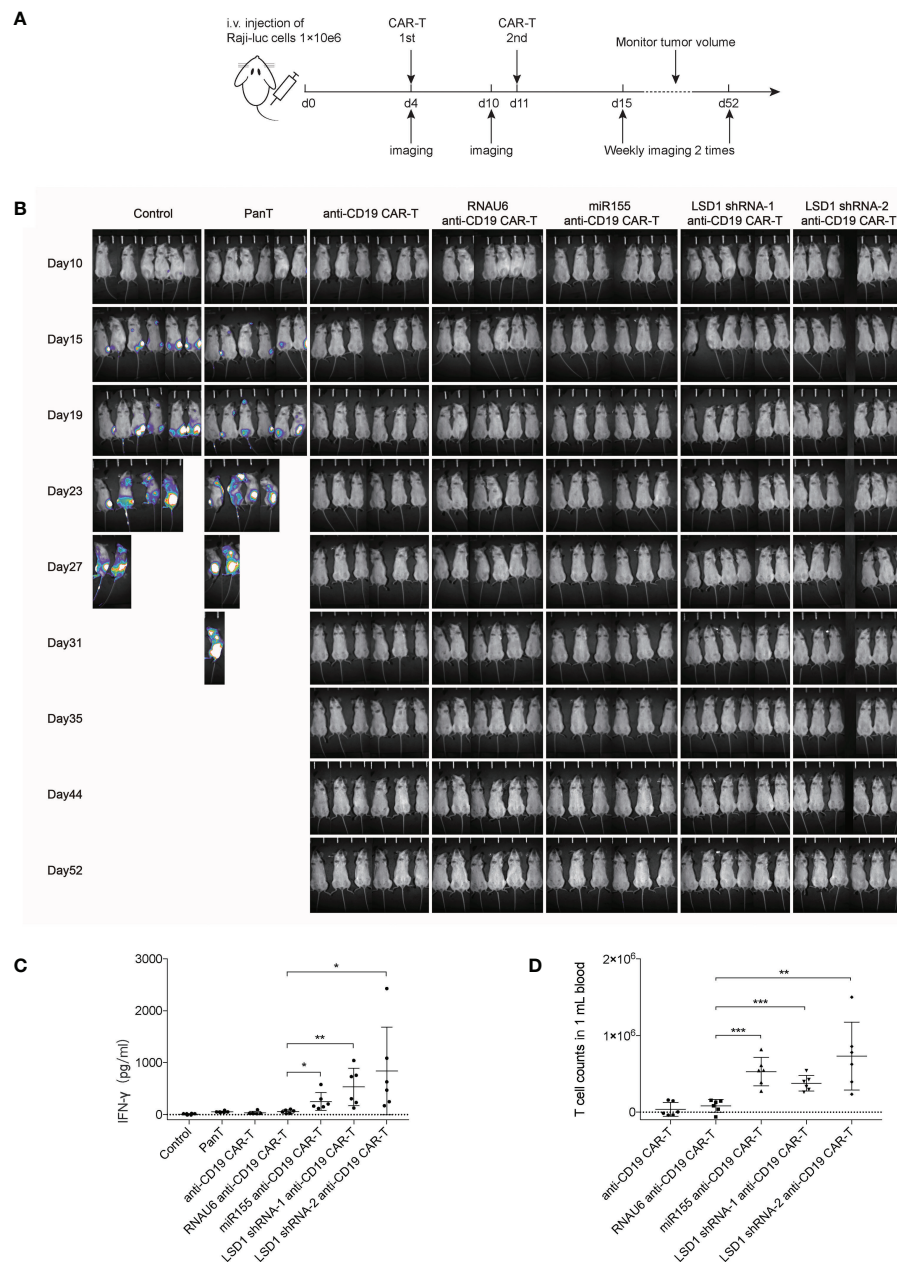 A
i.v. injection of
Raji-luc cells 1×10e6
CAR-T
1st
CAR-T
2nd
Monitor tumor volume
d0
d4
d10
d11
d15
d52
imaging
imaging
Weekly imaging 2 times
B
Control
PanT
anti-CD19 CAR-T
RNAU6
anti-CD19 CAR-T
miR155
anti-CD19 CAR-T
LSD1 shRNA-1
anti-CD19 CAR-T
LSD1 shRNA-2
anti-CD19 CAR-T
Day10
Day15
Day19
Day23
Day27
Day31
Day35
Day44
Day52
C
IFN-γ (pg/ml)
3000
2000
1000
0
*
**
*
Control
PanT
anti-CD19 CAR-T
RNAU6 anti-CD19 CAR-T
miR155 anti-CD19 CAR-T
LSD1 shRNA-1 anti-CD19 CAR-T
LSD1 shRNA-2 anti-CD19 CAR-T
D
T cell counts in 1 mL blood
2×10⁶
1×10⁶
0
**
***
***
anti-CD19 CAR-T
RNAU6 anti-CD19 CAR-T
miR155 anti-CD19 CAR-T
LSD1 shRNA-1 anti-CD19 CAR-T
LSD1 shRNA-2 anti-CD19 CAR-T